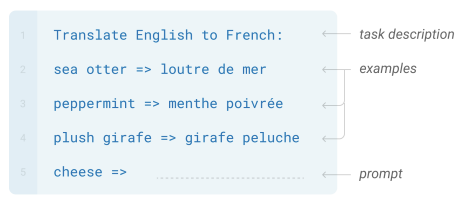 1 Translate English to French: task description
2 sea otter => loutre de mer examples
3 peppermint => menthe poivrée
4 plush girafe => girafe peluche
5 cheese => prompt